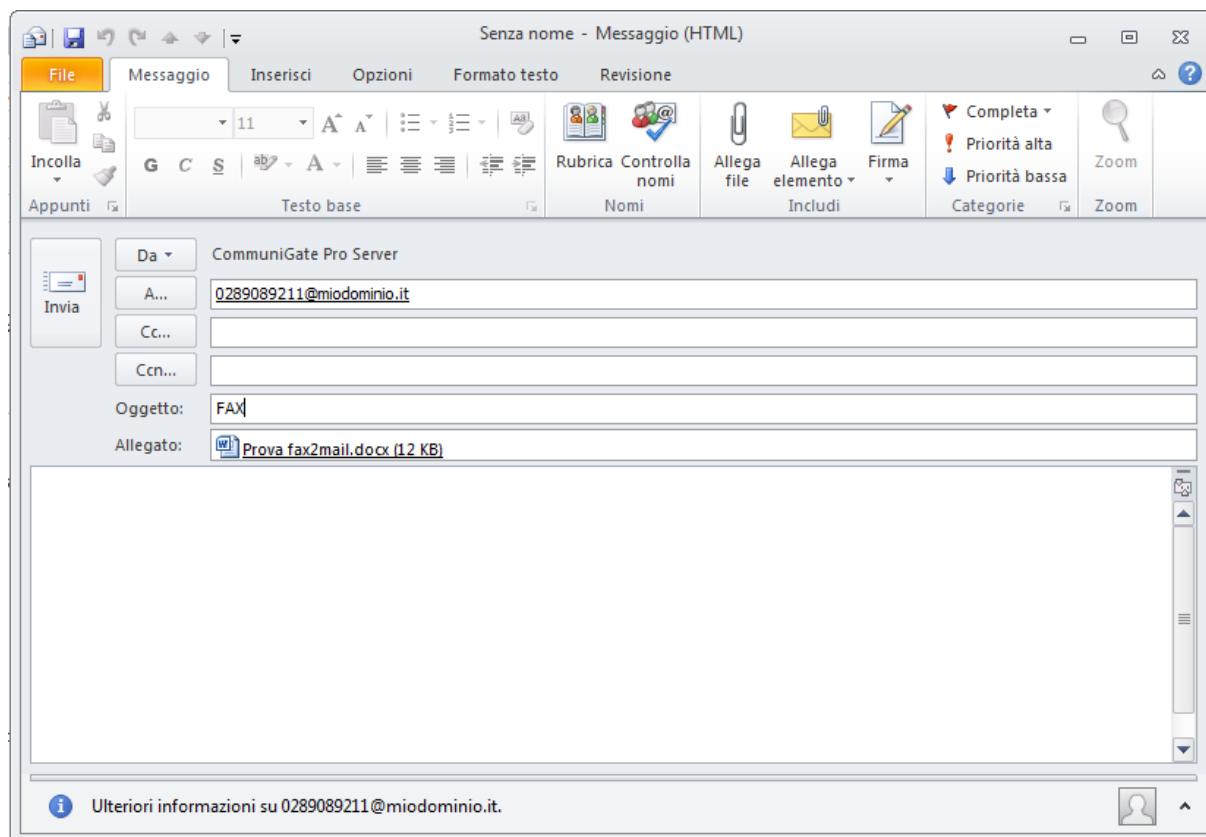 Senza nome - Messaggio (HTML)
File Messaggio Inserisci Opzioni Formato testo Revisione
11 A A Aa
Completa
Priorità alta
Incolla G C S ab A Rubrica Controlla nomi Allega file Allega elemento Firma Zoom
Priorità bassa
Appunti Testo base Nomi Includi Categorie Zoom
Da CommuniGate Pro Server
Invia
A... 0289089211@miodominio.it
Cc...
Ccn...
Oggetto: FAX
Allegato: Prova fax2mail.docx (12 KB)
Ulteriori informazioni su 0289089211@miodominio.it.